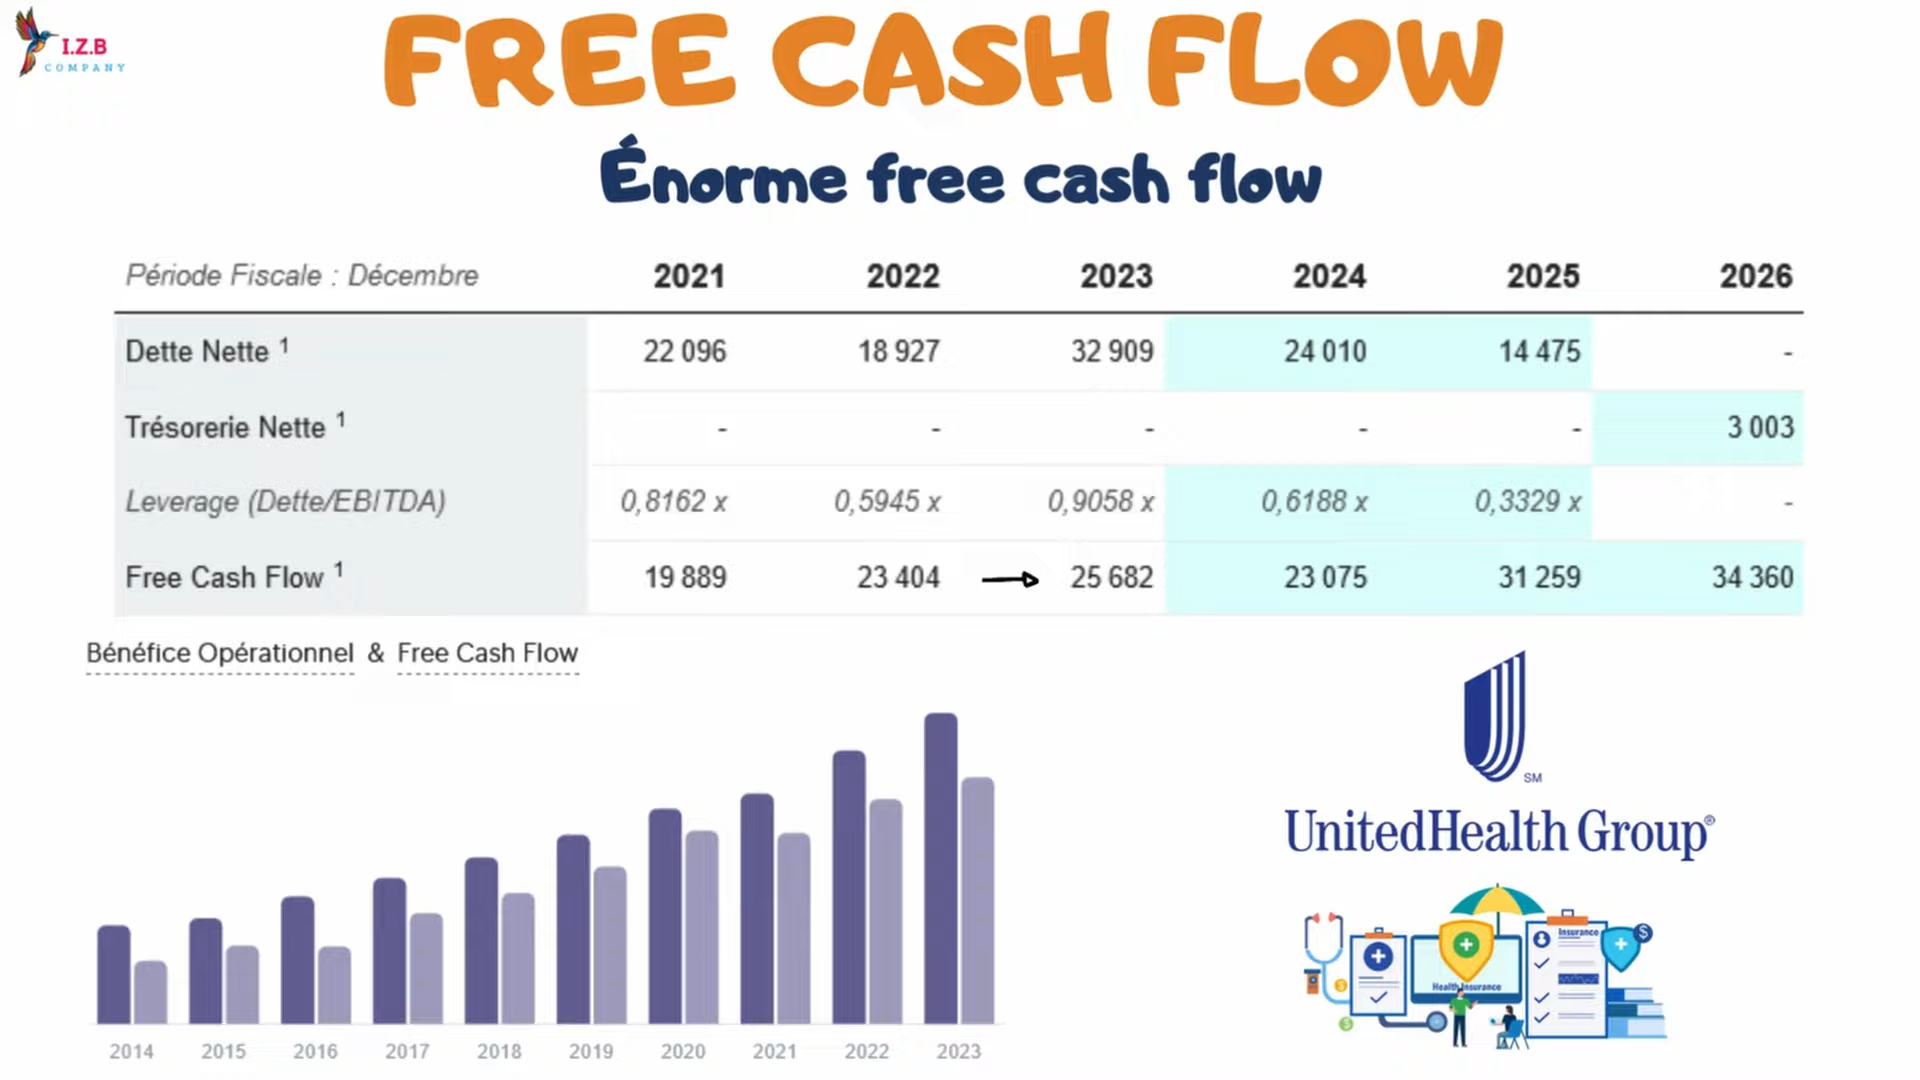 I.Z.B
COMPANY
FREE CASH FLOW
Énorme free cash flow
Période Fiscale : Décembre 2021 2022 2023 2024 2025 2026
Dette Nette ¹ 22 096 18 927 32 909 24 010 14 475 -
Trésorerie Nette ¹ - - - - - 3 003
Leverage (Dette/EBITDA) 0,8162 x 0,5945 x 0,9058 x 0,6188 x 0,3329 x -
Free Cash Flow ¹ 19 889 23 404 25 682 23 075 31 259 34 360
Bénéfice Opérationnel & Free Cash Flow
2014 2015 2016 2017 2018 2019 2020 2021 2022 2023
SM
UnitedHealth Group®
Insurance
$
Health Insurance
$
$